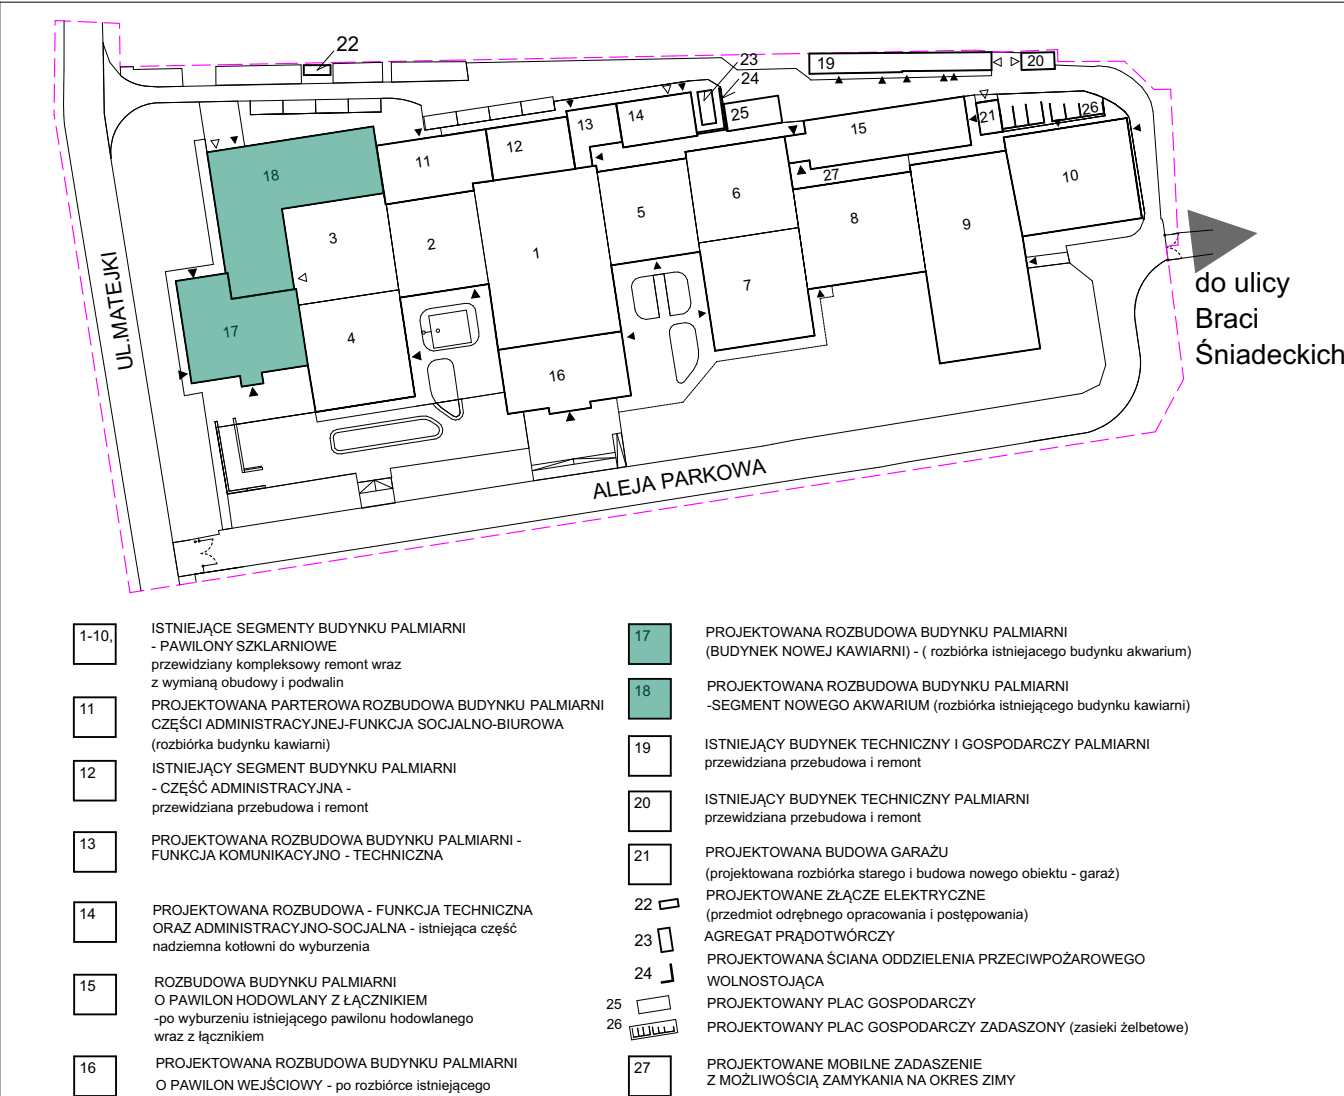 22
23
24
19
20
25
21
26
15
14
13
12
11
18
27
10
6
5
8
9
3
2
1
7
17
4
16
UL.MATEJKI
ALEJA PARKOWA
do ulicy
Braci
Śniadeckich
1-10,
ISTNIEJĄCE SEGMENTY BUDYNKU PALMIARNI
- PAWILONY SZKLARNIOWE
przewidziany kompleksowy remont wraz
z wymianą obudowy i podwalin
11
PROJEKTOWANA PARTEROWA ROZBUDOWA BUDYNKU PALMIARNI
CZĘŚCI ADMINISTRACYJNEJ-FUNKCJA SOCJALNO-BIUROWA
(rozbiórka budynku kawiarni)
12
ISTNIEJĄCY SEGMENT BUDYNKU PALMIARNI
- CZĘŚĆ ADMINISTRACYJNA -
przewidziana przebudowa i remont
13
PROJEKTOWANA ROZBUDOWA BUDYNKU PALMIARNI -
FUNKCJA KOMUNIKACYJNO - TECHNICZNA
14
PROJEKTOWANA ROZBUDOWA - FUNKCJA TECHNICZNA
ORAZ ADMINISTRACYJNO-SOCJALNA - istniejąca część
nadziemna kotłowni do wyburzenia
15
ROZBUDOWA BUDYNKU PALMIARNI
O PAWILON HODOWLANY Z ŁĄCZNIKIEM
-po wyburzeniu istniejącego pawilonu hodowlanego
wraz z łącznikiem
16
PROJEKTOWANA ROZBUDOWA BUDYNKU PALMIARNI
O PAWILON WEJŚCIOWY - po rozbiórce istniejącego
17
PROJEKTOWANA ROZBUDOWA BUDYNKU PALMIARNI
(BUDYNEK NOWEJ KAWIARNI) - ( rozbiórka istniejacego budynku akwarium)
18
PROJEKTOWANA ROZBUDOWA BUDYNKU PALMIARNI
-SEGMENT NOWEGO AKWARIUM (rozbiórka istniejącego budynku kawiarni)
19
ISTNIEJĄCY BUDYNEK TECHNICZNY I GOSPODARCZY PALMIARNI
przewidziana przebudowa i remont
20
ISTNIEJĄCY BUDYNEK TECHNICZNY PALMIARNI
przewidziana przebudowa i remont
21
PROJEKTOWANA BUDOWA GARAŻU
(projektowana rozbiórka starego i budowa nowego obiektu - garaż)
22
PROJEKTOWANE ZŁĄCZE ELEKTRYCZNE
(przedmiot odrębnego opracowania i postępowania)
23
AGREGAT PRĄDOTWÓRCZY
24
PROJEKTOWANA ŚCIANA ODDZIELENIA PRZECIWPOŻAROWEGO
WOLNOSTOJĄCA
25
PROJEKTOWANY PLAC GOSPODARCZY
26
PROJEKTOWANY PLAC GOSPODARCZY ZADASZONY (zasieki żelbetowe)
27
PROJEKTOWANE MOBILNE ZADASZENIE
Z MOŻLIWOŚCIĄ ZAMYKANIA NA OKRES ZIMY